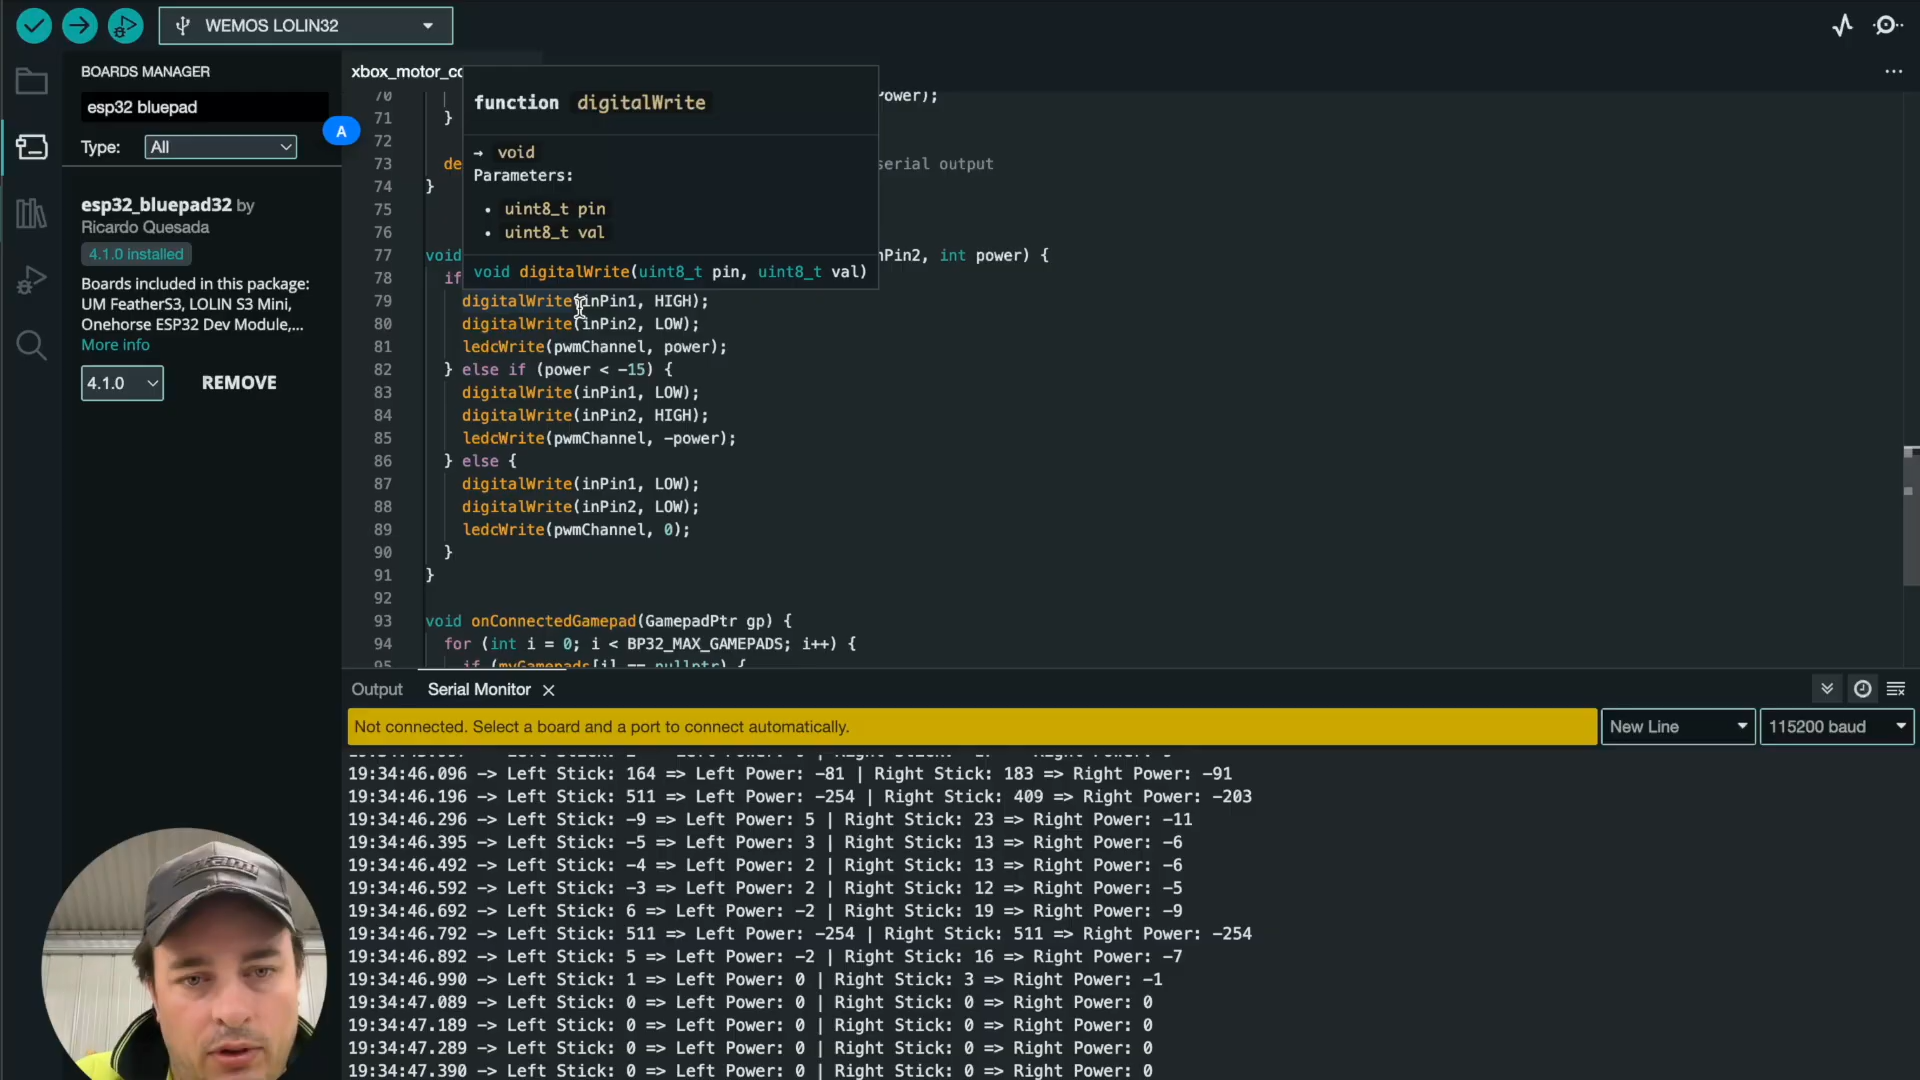 WEMOS LOLIN32
BOARDS MANAGER
esp32 bluepad
A
Type:
All
esp32_bluepad32 by
Ricardo Quesada
4.1.0 installed
Boards included in this package:
UM FeatherS3, LOLIN S3 Mini,
Onehorse ESP32 Dev Module,...
More info
4.1.0
REMOVE
xbox_motor_co
function digitalWrite
→ void
Parameters:
• uint8_t pin
• uint8_t val
void digitalWrite(uint8_t pin, uint8_t val)
70 ower);
71 }
72
73 de serial output
74 }
75
76
77 void nPin2, int power) {
78 if
79 digitalWrite(inPin1, HIGH);
80 digitalWrite(inPin2, LOW);
81 ledcWrite(pwmChannel, power);
82 } else if (power < -15) {
83 digitalWrite(inPin1, LOW);
84 digitalWrite(inPin2, HIGH);
85 ledcWrite(pwmChannel, -power);
86 } else {
87 digitalWrite(inPin1, LOW);
88 digitalWrite(inPin2, LOW);
89 ledcWrite(pwmChannel, 0);
90 }
91 }
92
93 void onConnectedGamepad(GamepadPtr gp) {
94 for (int i = 0; i < BP32_MAX_GAMEPADS; i++) {
95 if (myGamepads[i] == nullptr) {
Output
Serial Monitor
Not connected. Select a board and a port to connect automatically.
New Line
115200 baud
19:34:46.096 -> Left Stick: 164 => Left Power: -81 | Right Stick: 183 => Right Power: -91
19:34:46.196 -> Left Stick: 511 => Left Power: -254 | Right Stick: 409 => Right Power: -203
19:34:46.296 -> Left Stick: -9 => Left Power: 5 | Right Stick: 23 => Right Power: -11
19:34:46.395 -> Left Stick: -5 => Left Power: 3 | Right Stick: 13 => Right Power: -6
19:34:46.492 -> Left Stick: -4 => Left Power: 2 | Right Stick: 13 => Right Power: -6
19:34:46.592 -> Left Stick: -3 => Left Power: 2 | Right Stick: 12 => Right Power: -5
19:34:46.692 -> Left Stick: 6 => Left Power: -2 | Right Stick: 19 => Right Power: -9
19:34:46.792 -> Left Stick: 511 => Left Power: -254 | Right Stick: 511 => Right Power: -254
19:34:46.892 -> Left Stick: 5 => Left Power: -2 | Right Stick: 16 => Right Power: -7
19:34:46.990 -> Left Stick: 1 => Left Power: 0 | Right Stick: 3 => Right Power: -1
19:34:47.089 -> Left Stick: 0 => Left Power: 0 | Right Stick: 0 => Right Power: 0
19:34:47.189 -> Left Stick: 0 => Left Power: 0 | Right Stick: 0 => Right Power: 0
19:34:47.289 -> Left Stick: 0 => Left Power: 0 | Right Stick: 0 => Right Power: 0
19:34:47.390 -> Left Stick: 0 => Left Power: 0 | Right Stick: 0 => Right Power: 0